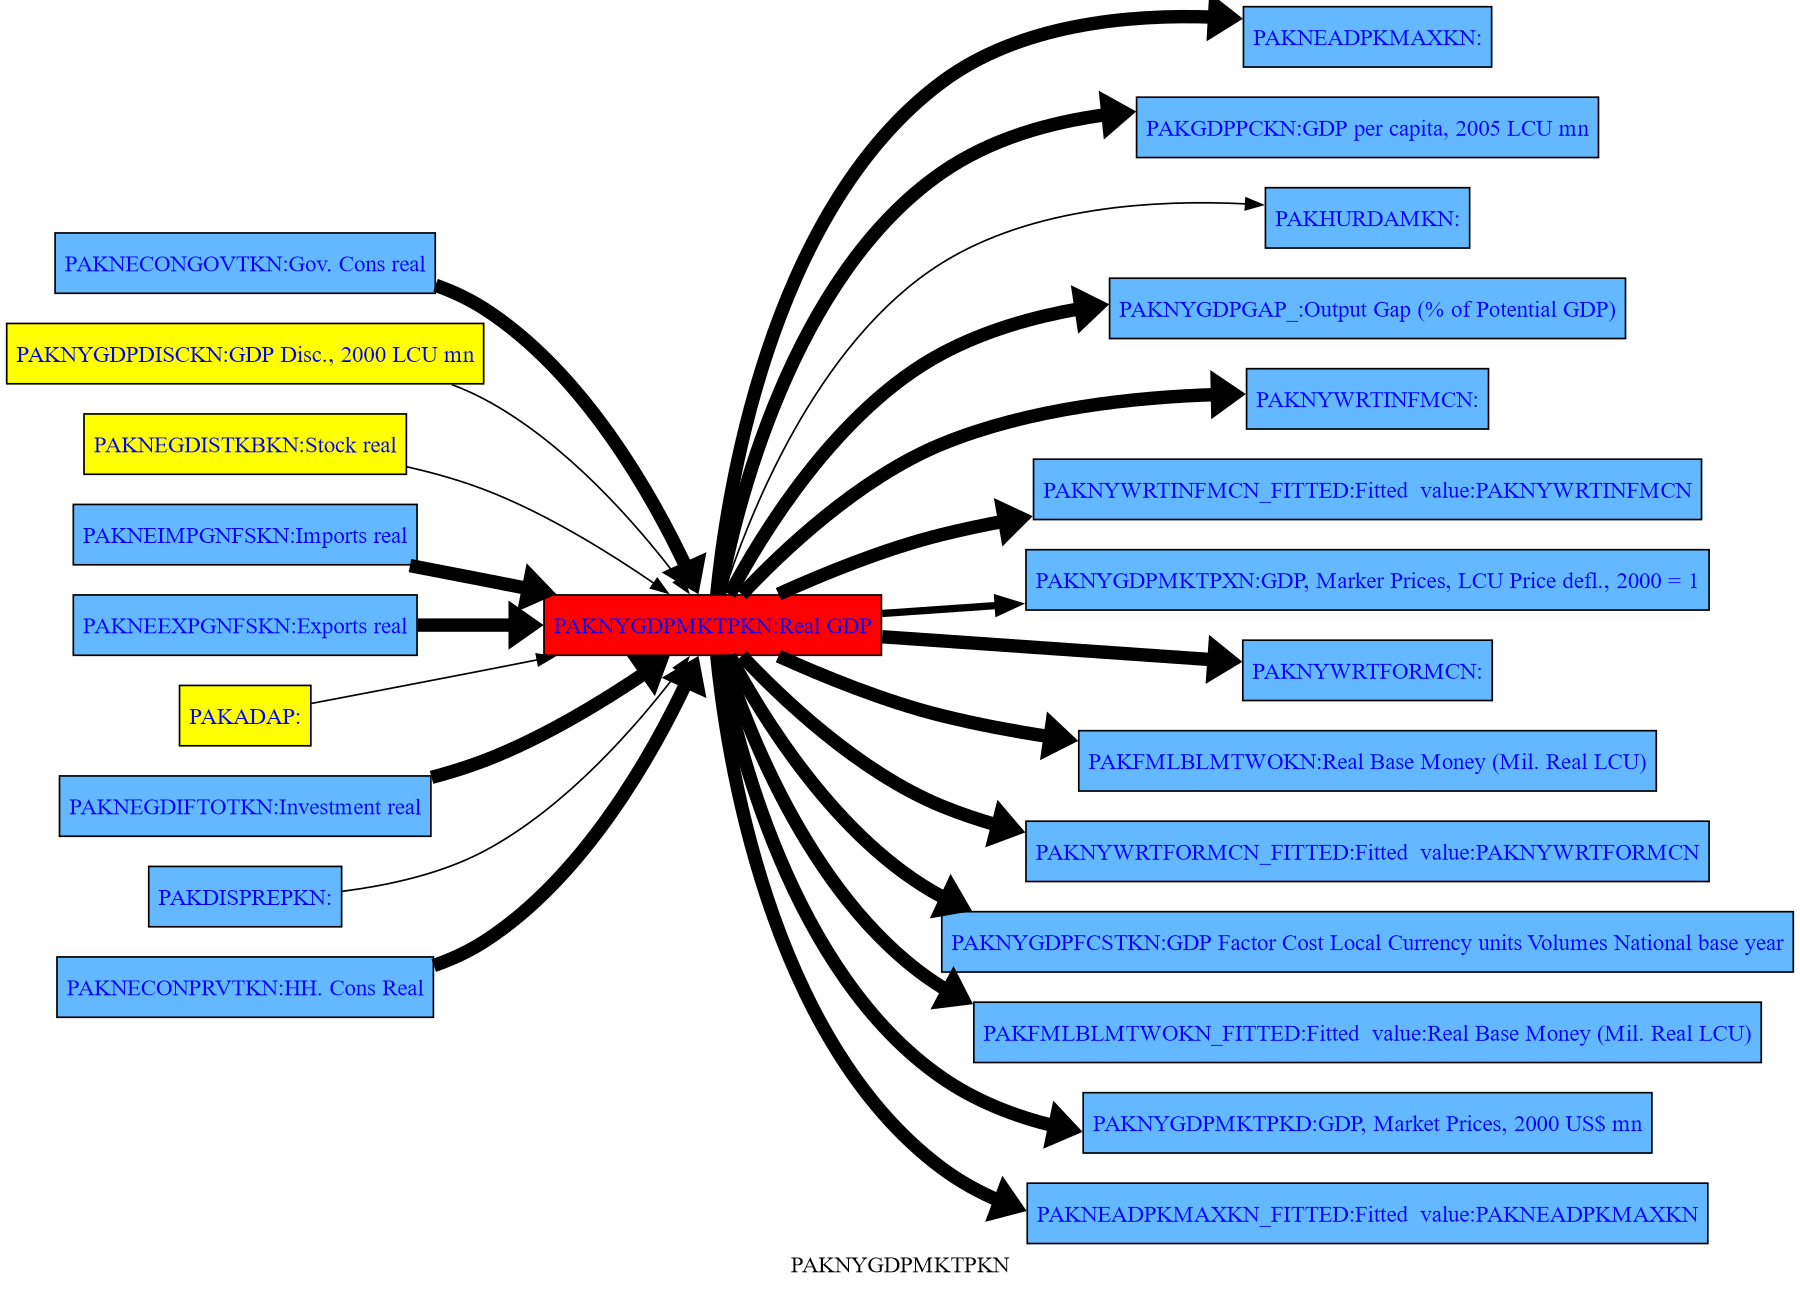 PAKNECONGOVTKN:Gov. Cons real
PAKNYGDPDISCKN:GDP Disc., 2000 LCU mn
PAKNEGDISTKBKN:Stock real
PAKNEIMPGNFSKN:Imports real
PAKNEEXPGNFSKN:Exports real
PAKADAP:
PAKNEGDIFTOTKN:Investment real
PAKDISPREPKN:
PAKNECONPRVTKN:HH. Cons Real
PAKNYGDPMKTPKN:Real GDP
PAKNEADPKMAXKN:
PAKGDPPCKN:GDP per capita, 2005 LCU mn
PAKHURDAMKN:
PAKNYGDPGAP_:Output Gap (% of Potential GDP)
PAKNYWRTINFMCN:
PAKNYWRTINFMCN_FITTED:Fitted  value:PAKNYWRTINFMCN
PAKNYGDPMKTPXN:GDP, Marker Prices, LCU Price defl., 2000 = 1
PAKNYWRTFORMCN:
PAKFMLBLMTWOKN:Real Base Money (Mil. Real LCU)
PAKNYWRTFORMCN_FITTED:Fitted  value:PAKNYWRTFORMCN
PAKNYGDPFCSTKN:GDP Factor Cost Local Currency units Volumes National base year
PAKFMLBLMTWOKN_FITTED:Fitted  value:Real Base Money (Mil. Real LCU)
PAKNYGDPMKTPKD:GDP, Market Prices, 2000 US$ mn
PAKNEADPKMAXKN_FITTED:Fitted  value:PAKNEADPKMAXKN
PAKNYGDPMKTPKN